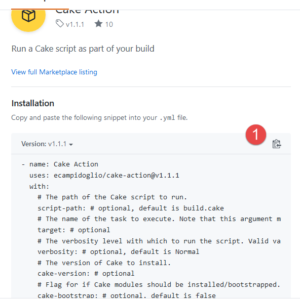 Cake Action
v1.1.1 10
Run a Cake script as part of your build
View full Marketplace listing
Installation
Copy and paste the following snippet into your .yml file.
1
Version: v1.1.1
- name: Cake Action
uses: ecampidoglio/cake-action@v1.1.1
with:
# The path of the Cake script to run.
script-path: # optional, default is build.cake
# The name of the task to execute. Note that this argument m
target: # optional
# The verbosity level with which to run the script. Valid va
verbosity: # optional, default is Normal
# The version of Cake to install.
cake-version: # optional
# Flag for if Cake modules should be installed/bootstrapped.
cake-bootstrap: # optional, default is false